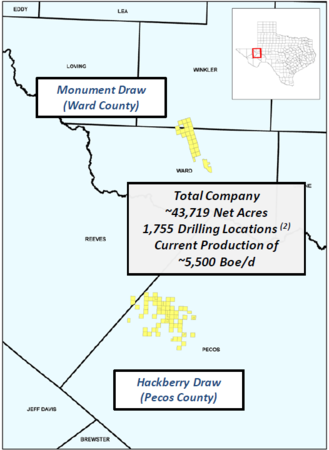 EDDY
LEA
LOVING
WINKLER
Monument Draw
(Ward County)
WARD
Total Company
~43,719 Net Acres
1,755 Drilling Locations (2)
Current Production of
~5,500 Boe/d
REEVES
PECOS
Hackberry Draw
(Pecos County)
JEFF DAVIS
BREWSTER